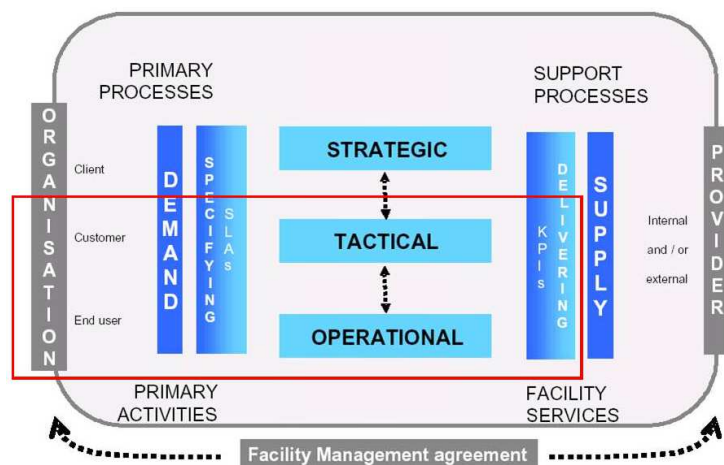 PRIMARY
PROCESSES
SUPPORT
PROCESSES
ORGANISATION
Client
Customer
End user
DEMAND
SPECIFYING
SLAs
STRATEGIC
TACTICAL
OPERATIONAL
KPIs
DELIVERING
SUPPLY
Internal
and / or
external
PROVIDER
PRIMARY
ACTIVITIES
FACILITY
SERVICES
Facility Management agreement